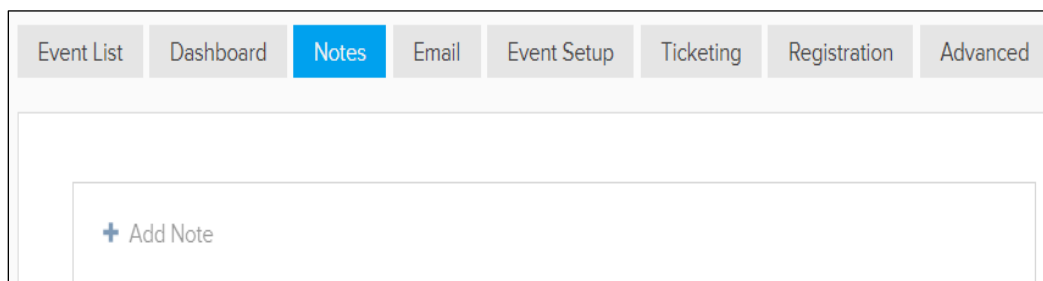 Event List Dashboard Notes Email Event Setup Ticketing Registration Advanced
+ Add Note